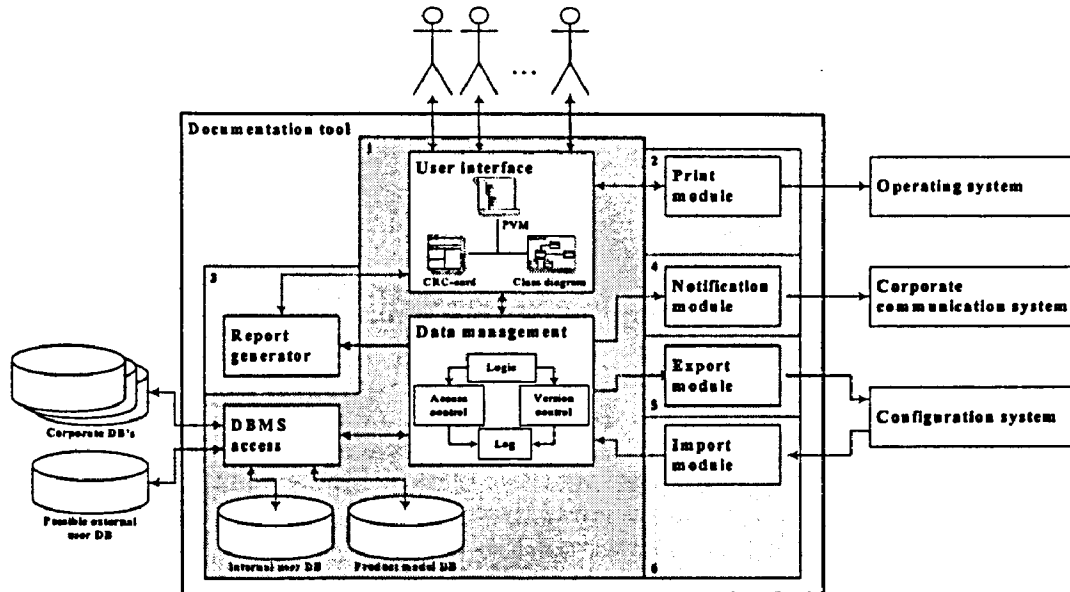 ...
Documentation tool
1
User interface
PVM
CRC-card
Class diagram
2
Print
module
Operating system
3
Report
generator
4
Notification
module
Corporate
communication system
Data management
Logic
Access
control
Version
control
Log
Export
module
5
Configuration system
Import
module
6
Corporate DB's
DBMS
access
Possible external
user DB
Internal user DB
Product model DB